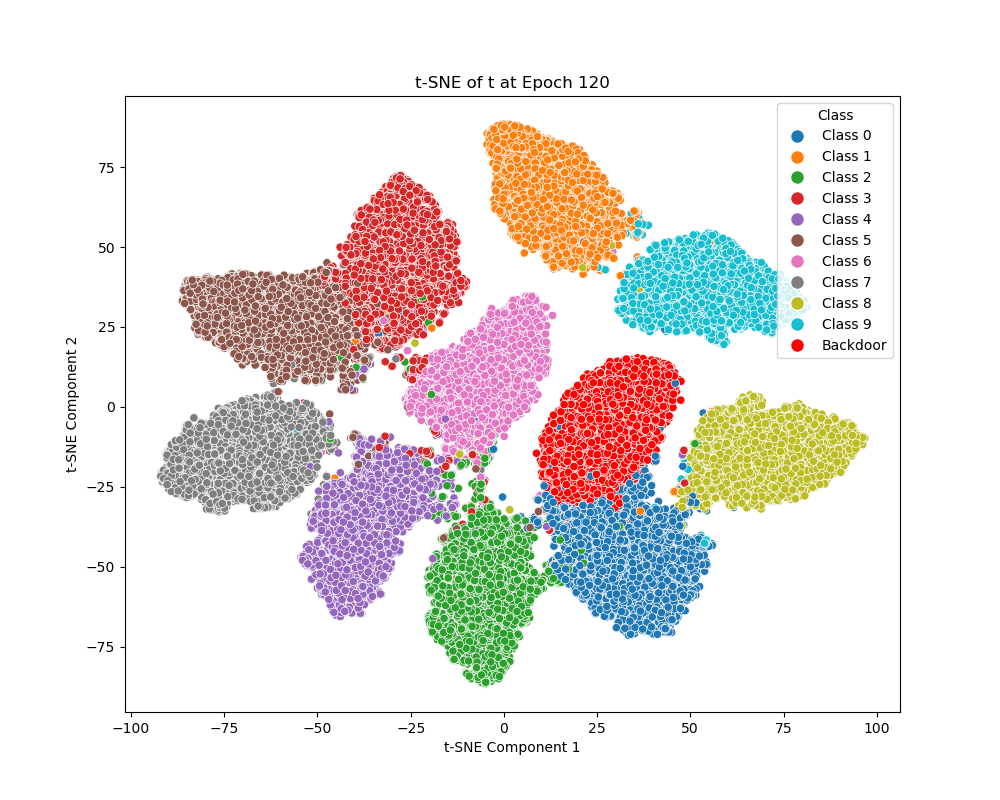 t-SNE of t at Epoch 120
Class
Class 0
Class 1
Class 2
Class 3
Class 4
Class 5
Class 6
Class 7
Class 8
Class 9
Backdoor
t-SNE Component 2
75
50
25
0
−25
−50
−75
−100
−75
−50
−25
0
25
50
75
100
t-SNE Component 1